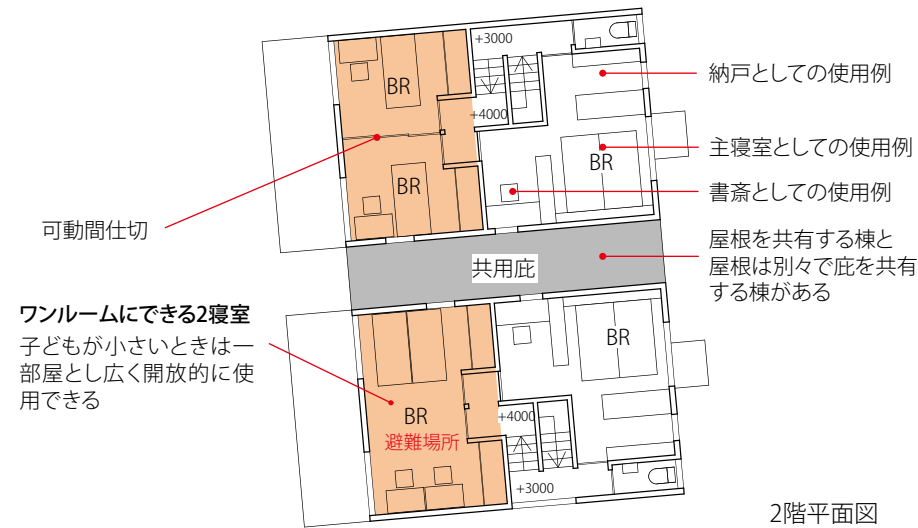 +3000
BR
納戸としての使用例
+4000
主寝室としての使用例
BR
BR
書斎としての使用例
可動間仕切
屋根を共有する棟と
屋根は別々で庇を共有
する棟がある
共用庇
ワンルームにできる2寝室
子どもが小さいときは一
部屋とし広く開放的に使
用できる
BR
BR
避難場所
+4000
+3000
2階平面図